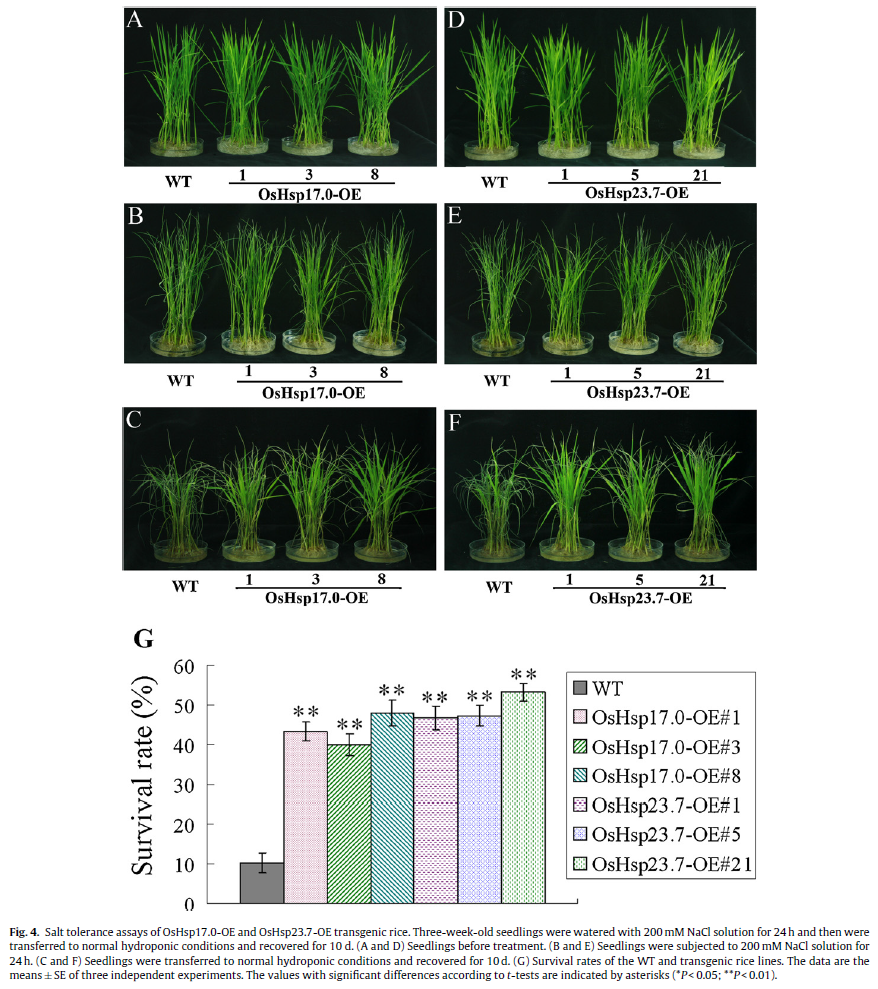 A
D
WT 1 3 8
OsHsp17.0-OE
WT 1 5 21
OsHsp23.7-OE
B
E
WT 1 3 8
OsHsp17.0-OE
WT 1 5 21
OsHsp23.7-OE
C
F
WT 1 3 8
OsHsp17.0-OE
WT 1 5 21
OsHsp23.7-OE
G
Survival rate (%)
60
50
40
30
20
10
0
** ** ** ** ** **
WT
OsHsp17.0-OE#1
OsHsp17.0-OE#3
OsHsp17.0-OE#8
OsHsp23.7-OE#1
OsHsp23.7-OE#5
OsHsp23.7-OE#21
Fig. 4. Salt tolerance assays of OsHsp17.0-OE and OsHsp23.7-OE transgenic rice. Three-week-old seedlings were watered with 200 mM NaCl solution for 24 h and then were
transferred to normal hydroponic conditions and recovered for 10 d. (A and D) Seedlings before treatment. (B and E) Seedlings were subjected to 200 mM NaCl solution for
24 h. (C and F) Seedlings were transferred to normal hydroponic conditions and recovered for 10 d. (G) Survival rates of the WT and transgenic rice lines. The data are the
means ± SE of three independent experiments. The values with significant differences according to t-tests are indicated by asterisks (*P < 0.05; **P < 0.01).